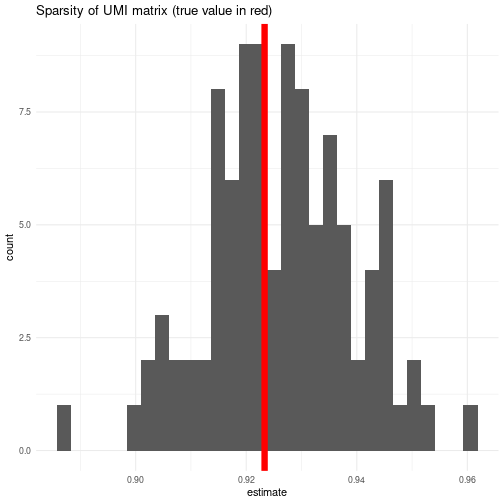 Sparsity of UMI matrix (true value in red)
7.5
5.0
2.5
0.0
count
0.90
0.92
0.94
0.96
estimate